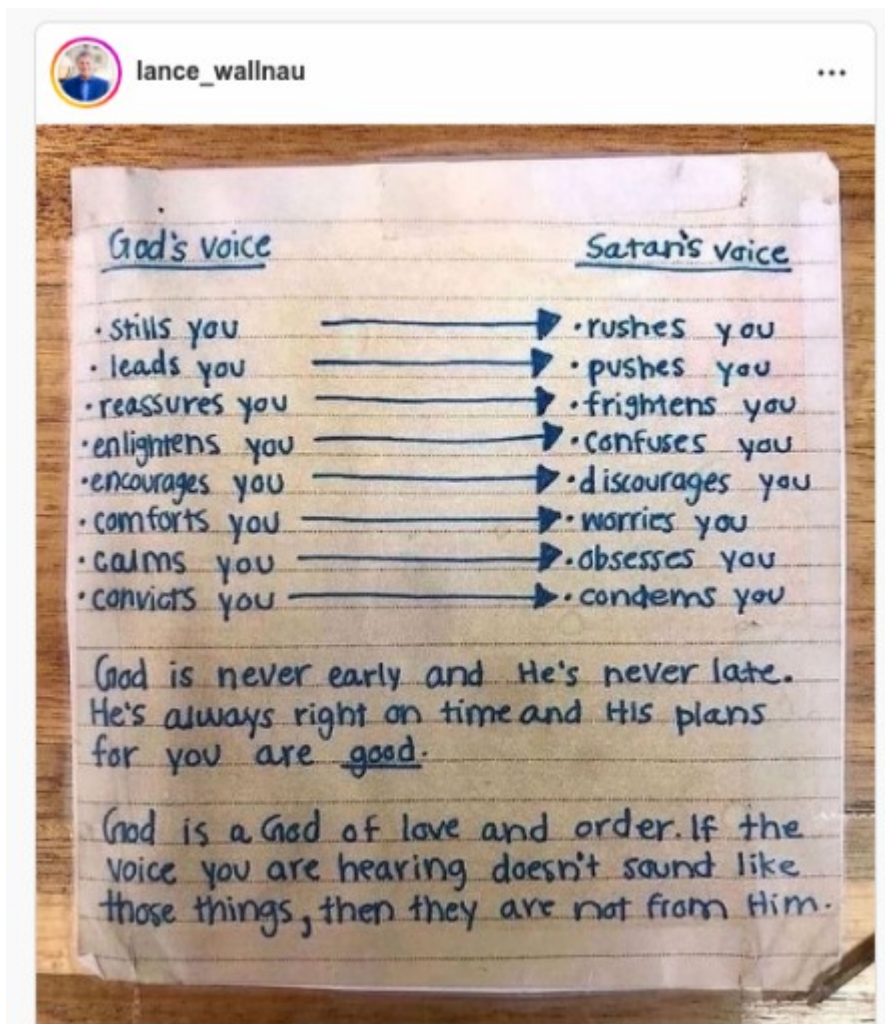 lance_wallnau
God's voice Satan's voice
• stills you • rushes you
• leads you • pushes you
• reassures you • frightens you
• enlightens you • confuses you
• encourages you • discourages you
• comforts you • worries you
• calms you • obsesses you
• convicts you • condems you
God is never early and He's never late.
He's always right on time and His plans
for you are good.
God is a God of love and order. If the
voice you are hearing doesn't sound like
those things, then they are not from Him.